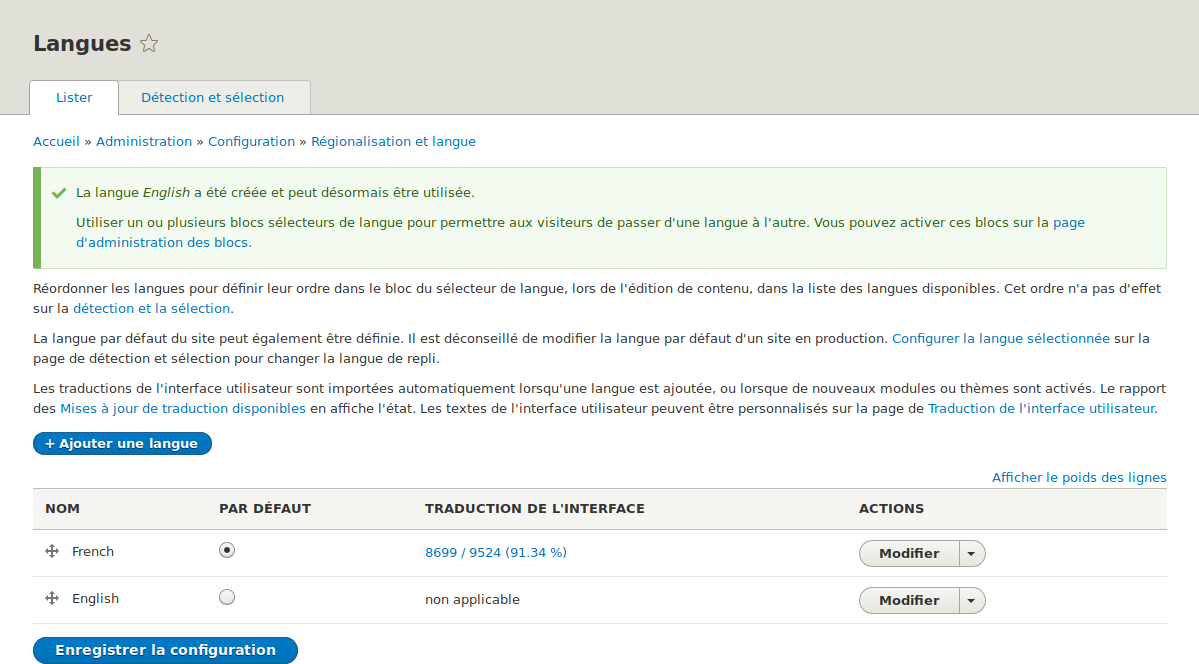 Langues
Lister
Détection et sélection
Accueil » Administration » Configuration » Régionalisation et langue
La langue English a été créée et peut désormais être utilisée.
Utiliser un ou plusieurs blocs sélecteurs de langue pour permettre aux visiteurs de passer d'une langue à l'autre. Vous pouvez activer ces blocs sur la page
d'administration des blocs.
Réordonner les langues pour définir leur ordre dans le bloc du sélecteur de langue, lors de l'édition de contenu, dans la liste des langues disponibles. Cet ordre n'a pas d'effet
sur la détection et la sélection.
La langue par défaut du site peut également être définie. Il est déconseillé de modifier la langue par défaut d'un site en production. Configurer la langue sélectionnée sur la
page de détection et sélection pour changer la langue de repli.
Les traductions de l'interface utilisateur sont importées automatiquement lorsqu'une langue est ajoutée, ou lorsque de nouveaux modules ou thèmes sont activés. Le rapport
des Mises à jour de traduction disponibles en affiche l'état. Les textes de l'interface utilisateur peuvent être personnalisés sur la page de Traduction de l'interface utilisateur.
+ Ajouter une langue
Afficher le poids des lignes
NOM PAR DÉFAUT TRADUCTION DE L'INTERFACE ACTIONS
French 8699 / 9524 (91.34 %) Modifier
English non applicable Modifier
Enregistrer la configuration